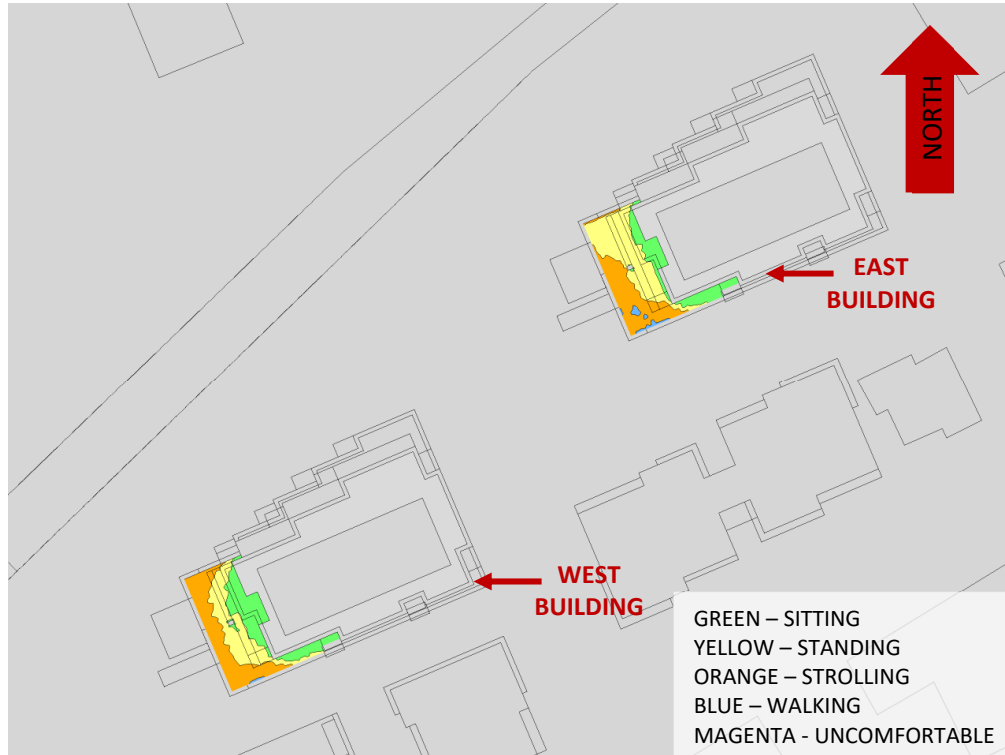 NORTH
EAST
BUILDING
WEST
BUILDING
GREEN – SITTING
YELLOW – STANDING
ORANGE – STROLLING
BLUE – WALKING
MAGENTA - UNCOMFORTABLE